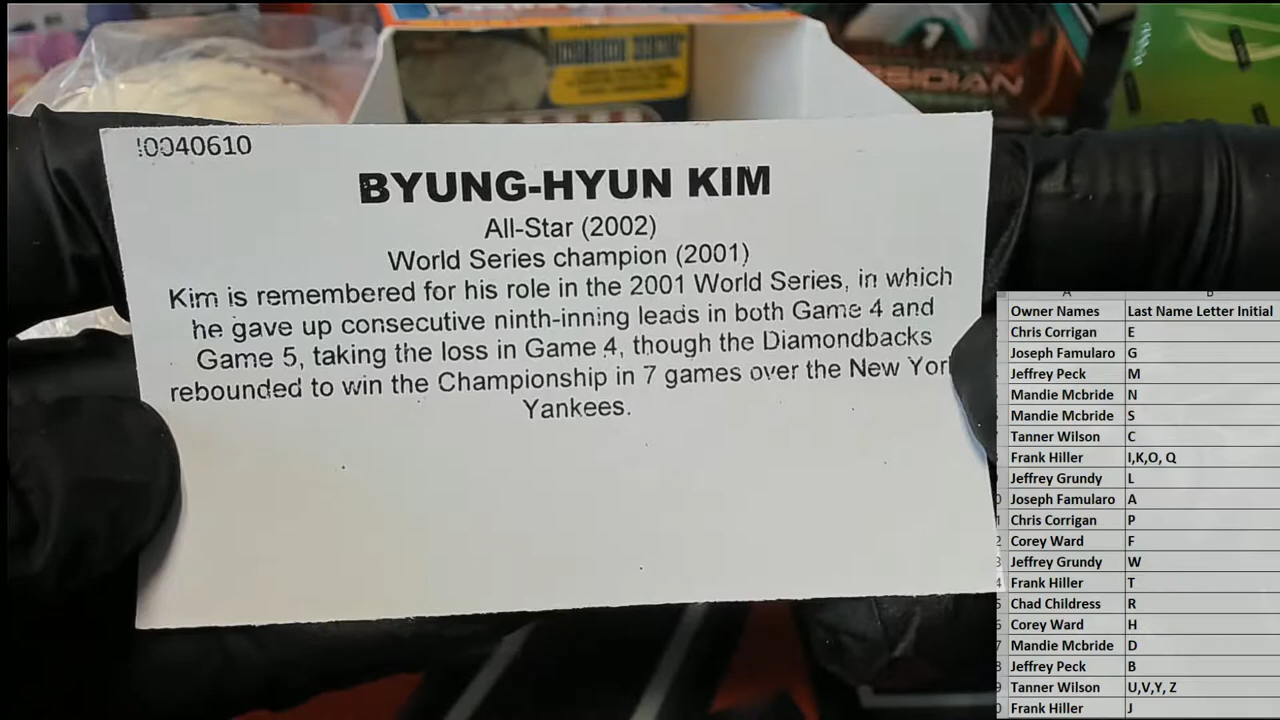 SIDIAN
!0040610
BYUNG-HYUN KIM
All-Star (2002)
World Series champion (2001)
Kim is remembered for his role in the 2001 World Series, in which
he gave up consecutive ninth-inning leads in both Game 4 and
Game 5, taking the loss in Game 4, though the Diamondbacks
rebounded to win the Championship in 7 games over the New Yor
Yankees.
A B
Owner Names Last Name Letter Initial
Chris Corrigan E
Joseph Famularo G
Jeffrey Peck M
Mandie Mcbride N
Mandie Mcbride S
Tanner Wilson C
Frank Hiller I,K,O, Q
Jeffrey Grundy L
Joseph Famularo A
Chris Corrigan P
Corey Ward F
Jeffrey Grundy W
Frank Hiller T
Chad Childress R
Corey Ward H
Mandie Mcbride D
Jeffrey Peck B
Tanner Wilson U,V,Y, Z
Frank Hiller J